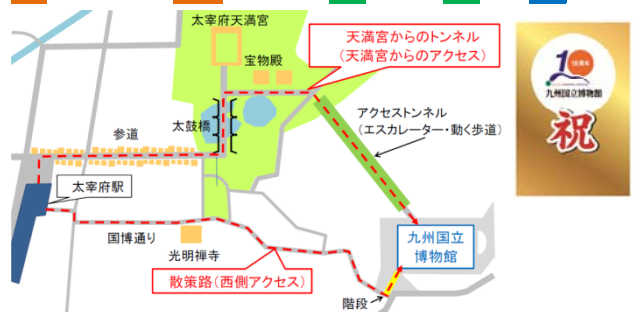 太宰府天満宮
宝物殿
天満宮からのトンネル
(天満宮からのアクセス)
太鼓橋
アクセストンネル
(エスカレーター・動く歩道)
参道
太宰府駅
国博通り
光明禅寺
散策路(西側アクセス)
九州国立
博物館
階段
10
九州国立博物館
祝